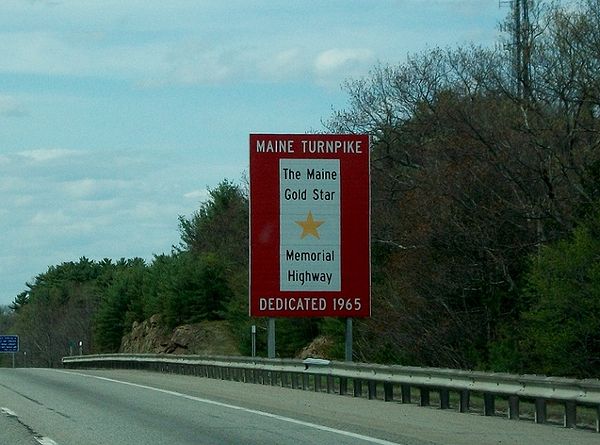 MAINE TURNPIKE
The Maine
Gold Star
Memorial
Highway
DEDICATED 1965